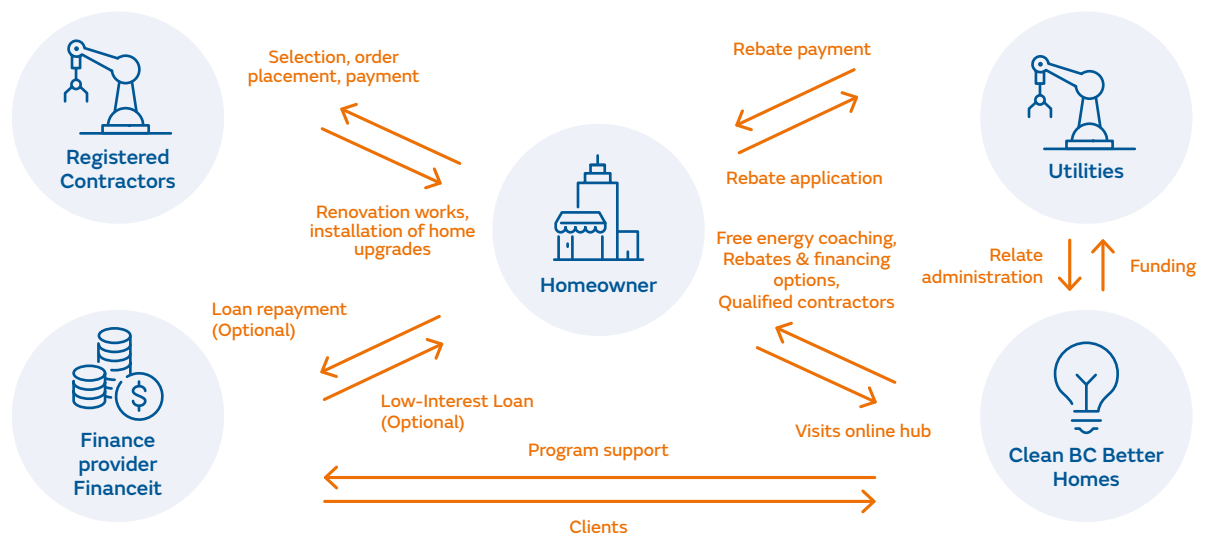 Selection, order
placement, payment
Rebate payment
Registered
Contractors
Utilities
Rebate application
Renovation works,
installation of home
upgrades
Free energy coaching,
Rebates & financing
options,
Qualified contractors
Relate
administration
Funding
Homeowner
Loan repayment
(Optional)
Low-Interest Loan
(Optional)
Visits online hub
Finance
provider
Financeit
Program support
Clean BC Better
Homes
Clients
$